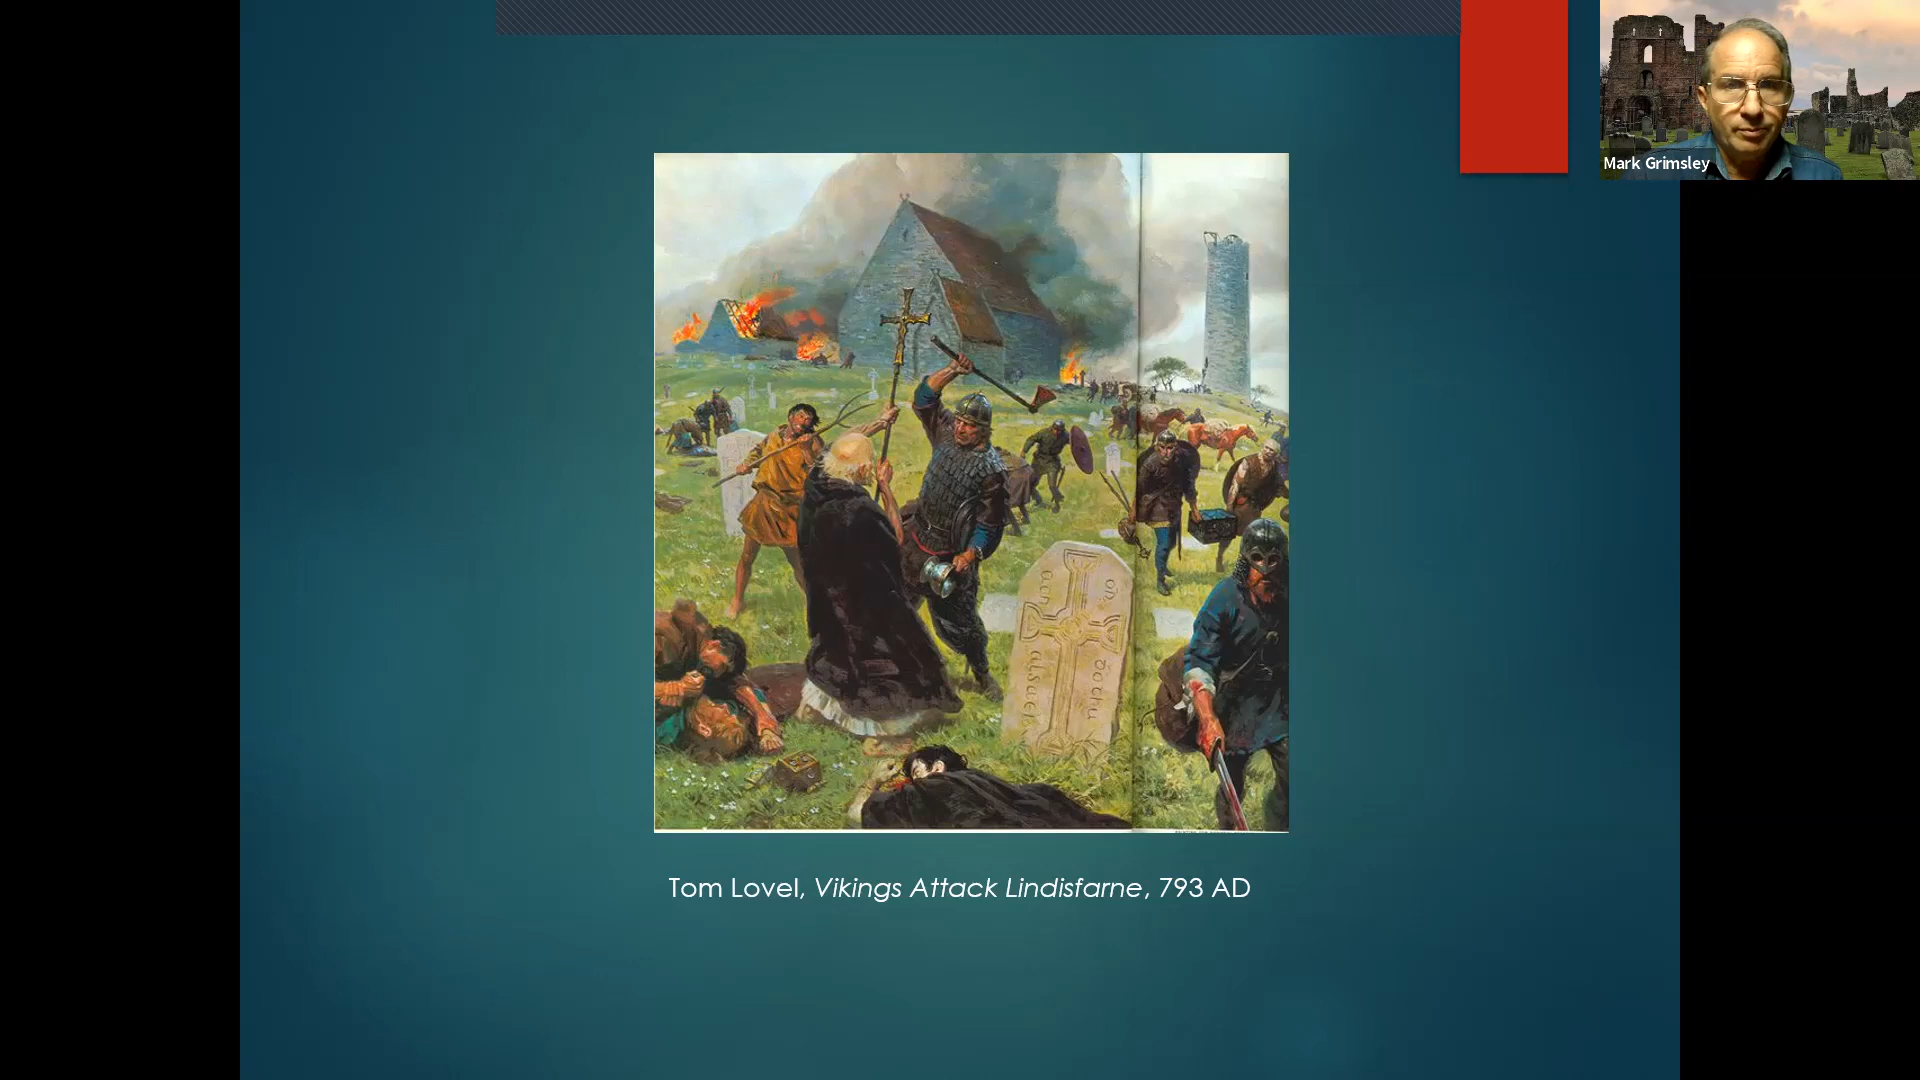 Mark Grimsley
Tom Lovel, Vikings Attack Lindisfarne, 793 AD